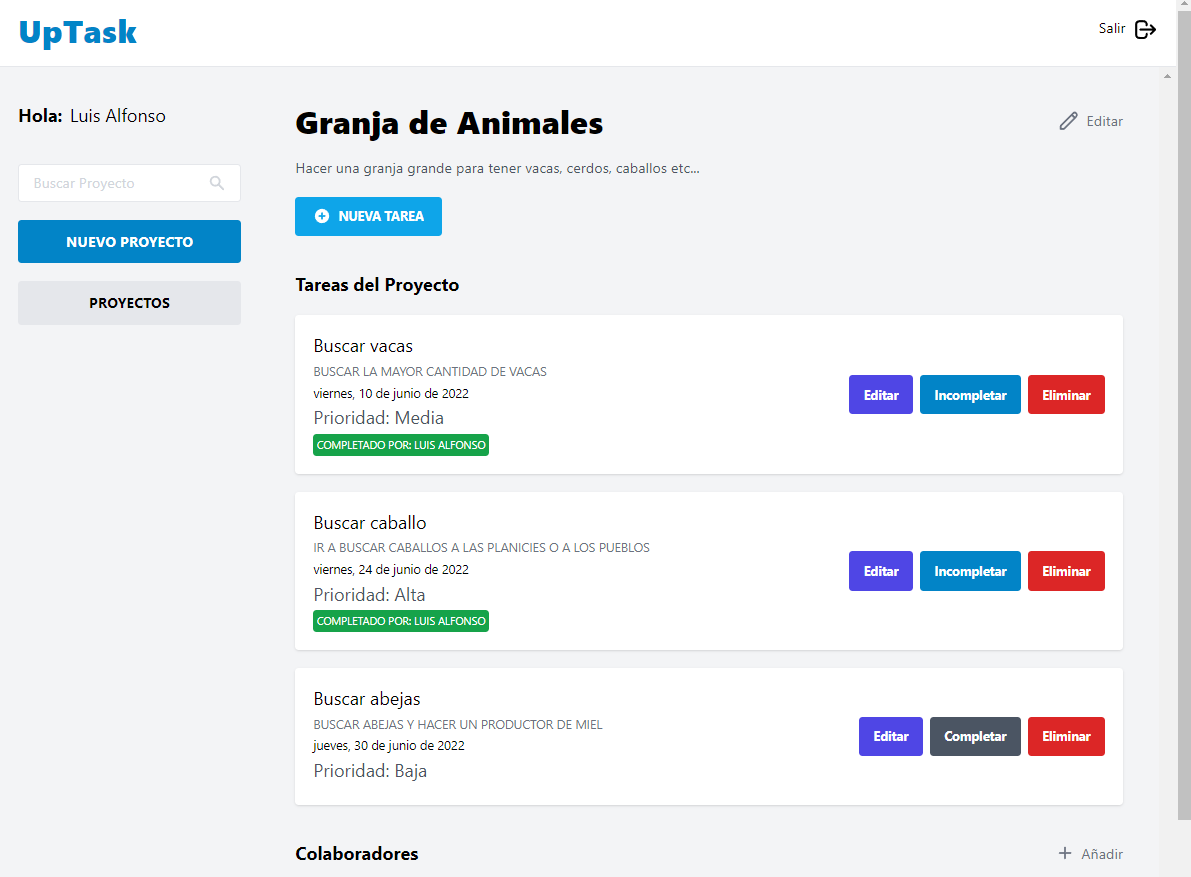 UpTask
Salir
Hola: Luis Alfonso
Buscar Proyecto
NUEVO PROYECTO
PROYECTOS
Granja de Animales
Editar
Hacer una granja grande para tener vacas, cerdos, caballos etc...
NUEVA TAREA
Tareas del Proyecto
Buscar vacas
BUSCAR LA MAYOR CANTIDAD DE VACAS
viernes, 10 de junio de 2022
Prioridad: Media
COMPLETADO POR: LUIS ALFONSO
Editar Incompletar Eliminar
Buscar caballo
IR A BUSCAR CABALLOS A LAS PLANICIES O A LOS PUEBLOS
viernes, 24 de junio de 2022
Prioridad: Alta
COMPLETADO POR: LUIS ALFONSO
Editar Incompletar Eliminar
Buscar abejas
BUSCAR ABEJAS Y HACER UN PRODUCTOR DE MIEL
jueves, 30 de junio de 2022
Prioridad: Baja
Editar Completar Eliminar
Colaboradores
Añadir